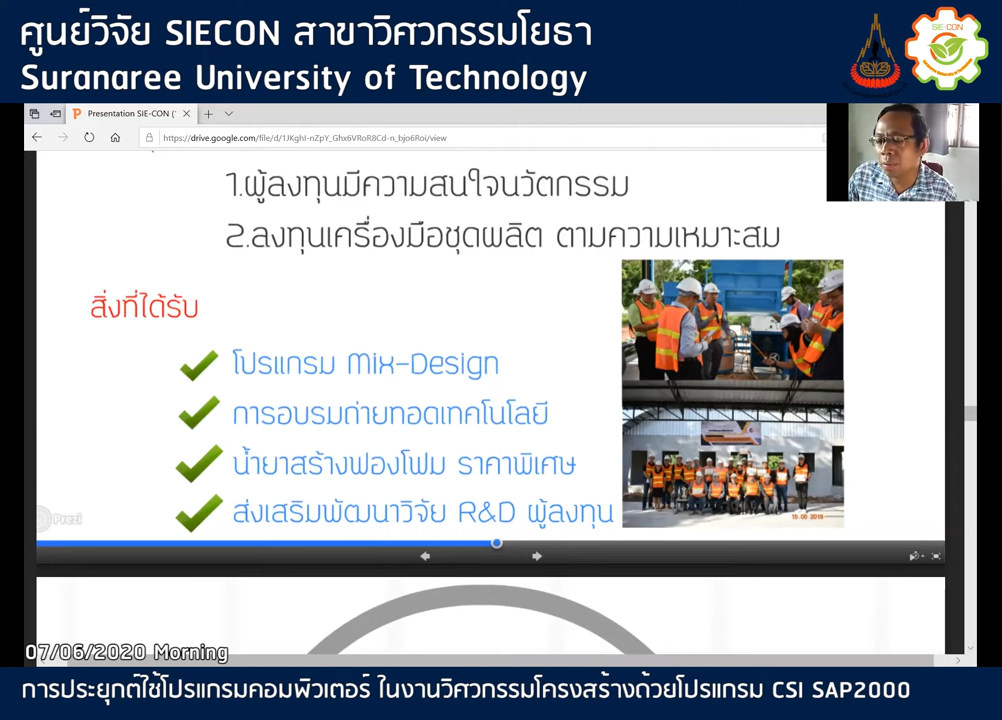 ศูนย์วิจัย SIECON สาขาวิศวกรรมโยธา
Suranaree University of Technology
SIE-CON
Presentation SIE-CON (
https://drive.google.com/file/d/1JKghI-nZpY_Ghx6VRoR8Cd-n_bjo6Roi/view
1.ผู้ลงทุนมีความสนใจนวัตกรรม
2.ลงทุนเครื่องมือชุดผลิต ตามความเหมาะสม
สิ่งที่ได้รับ
โปรแกรม Mix-Design
การอบรมถ่ายทอดเทคโนโลยี
น้ำยาสร้างฟองโฟม ราคาพิเศษ
ส่งเสริมพัฒนาวิจัย R&D ผู้ลงทุน
Prezi
07/06/2020 Morning
การประยุกต์ใช้โปรแกรมคอมพิวเตอร์ ในงานวิศวกรรมโครงสร้างด้วยโปรแกรม CSI SAP2000